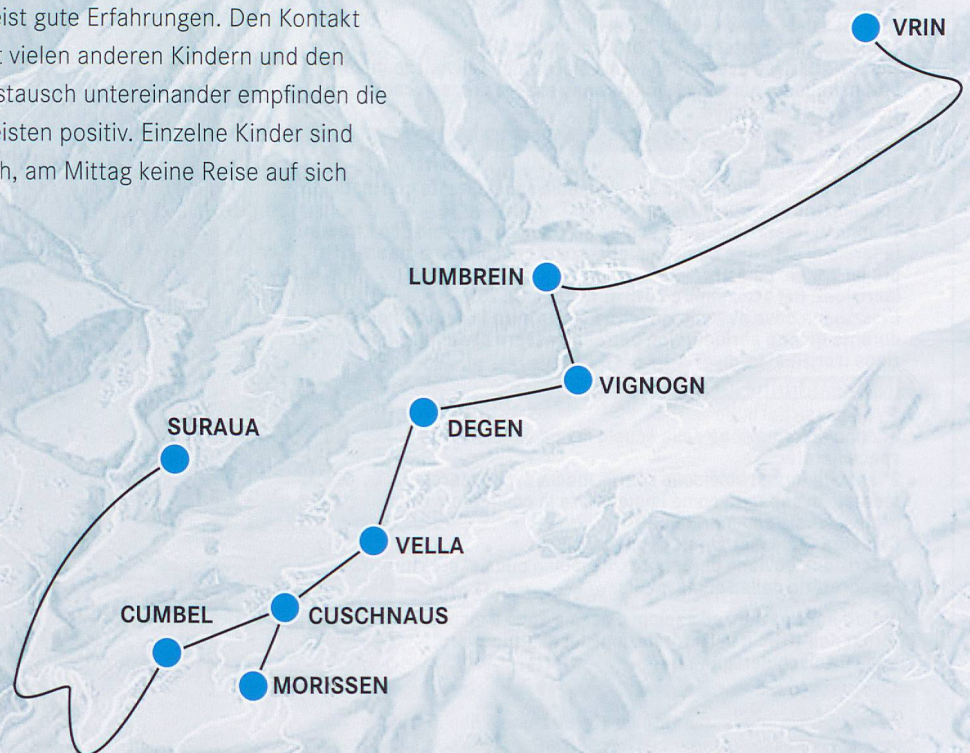 eist gute Erfahrungen. Den Kontakt
vielen anderen Kindern und den
stausch untereinander empfinden die
eisten positiv. Einzelne Kinder sind
h, am Mittag keine Reise auf sich
VRIN
LUMBREIN
VIGNOGN
DEGEN
SURAUA
VELLA
CUMBEL
CUSCHNAUS
MORISSEN